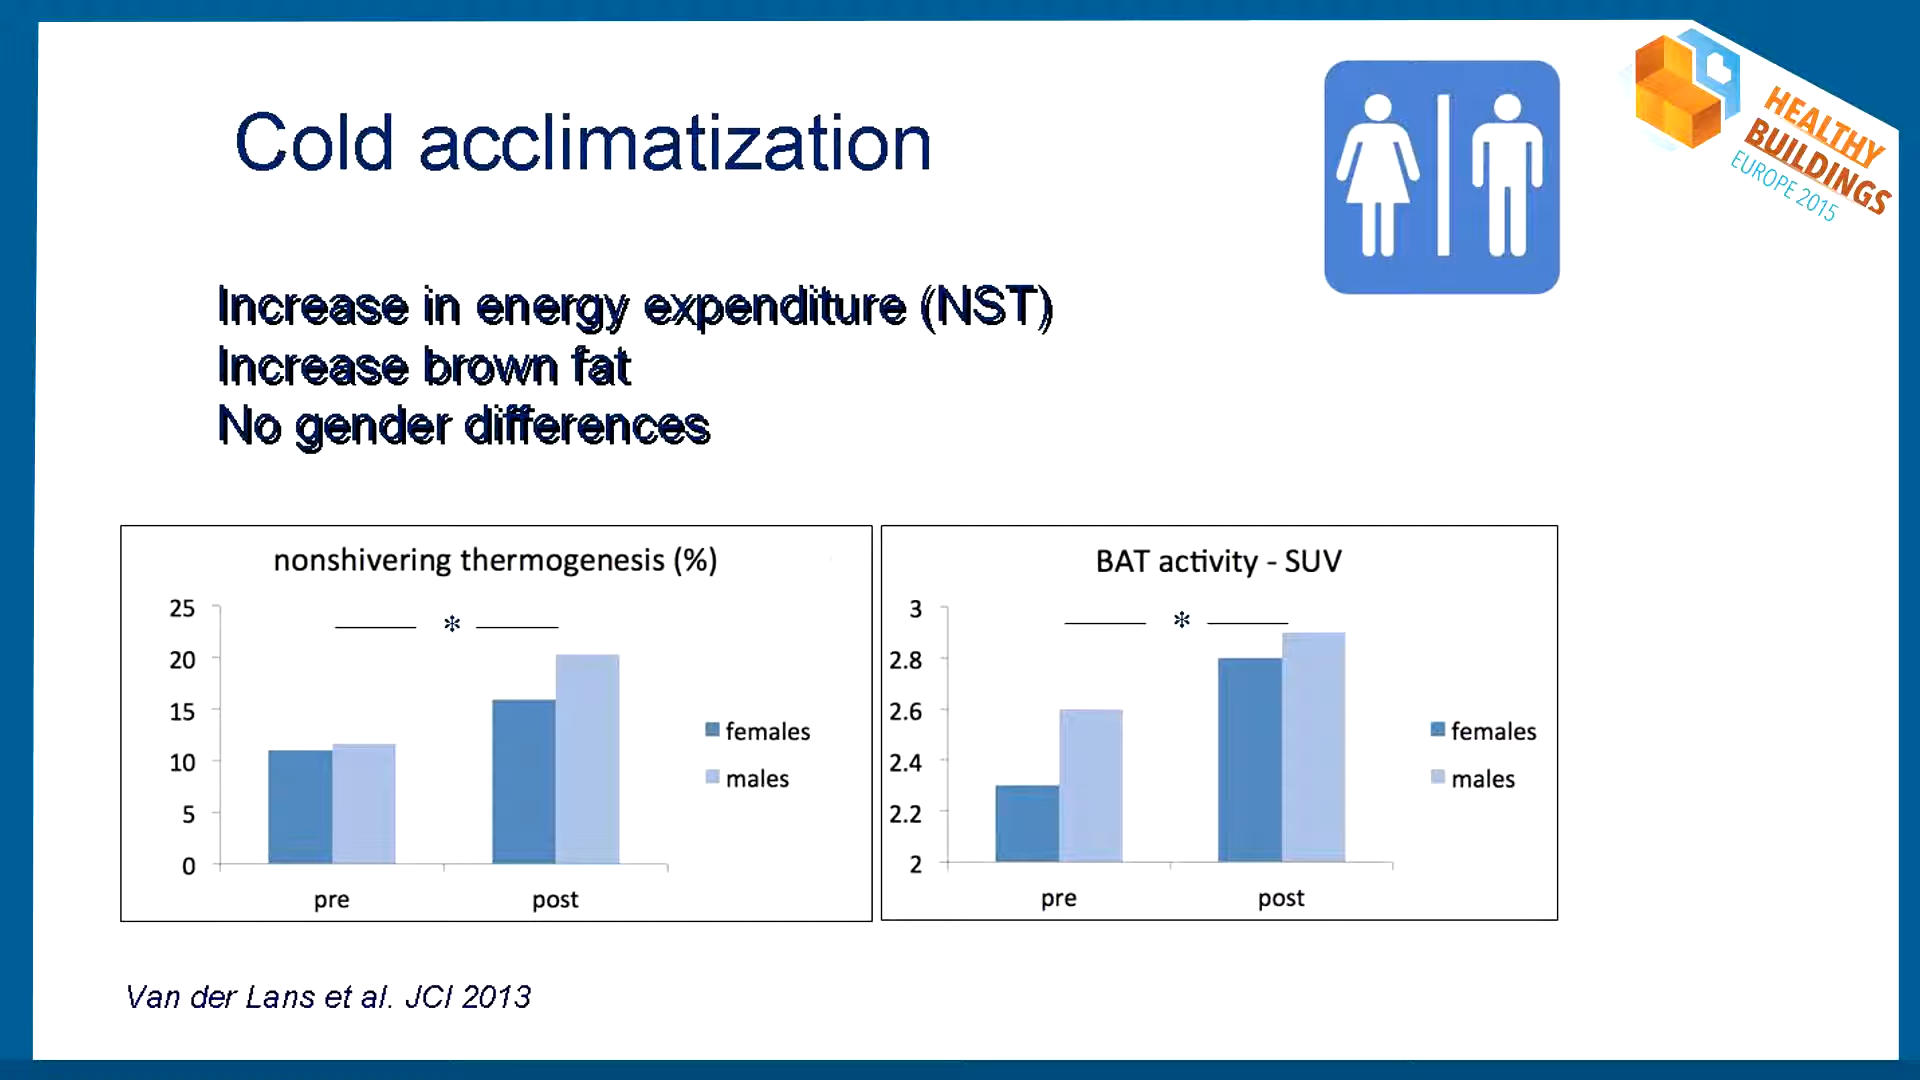 Cold acclimatization
HEALTHY
BUILDINGS
EUROPE 2015
Increase in energy expenditure (NST)
Increase brown fat
No gender differences
nonshivering thermogenesis (%)
25
20
15
10
5
0
*
pre
post
females
males
BAT activity - SUV
3
2.8
2.6
2.4
2.2
2
*
pre
post
females
males
Van der Lans et al. JCI 2013